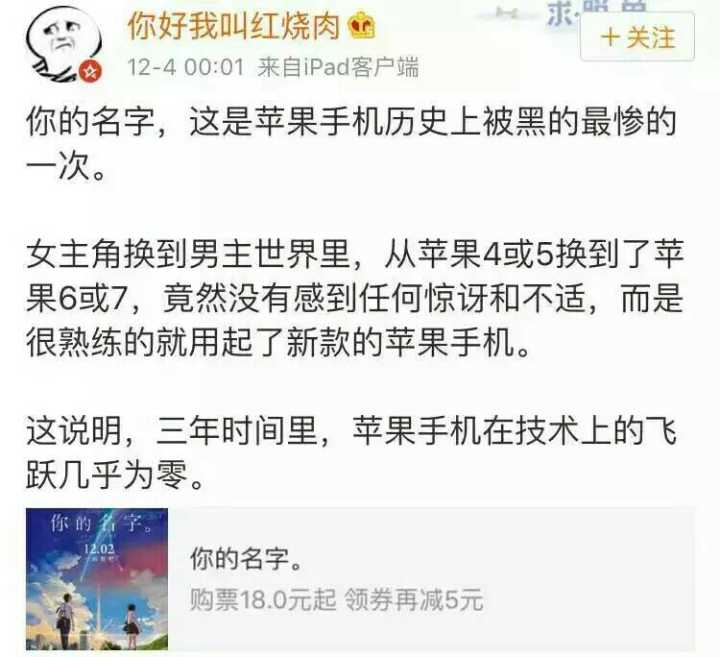 你好我叫红烧肉
+关注
12-4 00:01 来自iPad客户端
你的名字，这是苹果手机历史上被黑的最惨的
一次。
女主角换到男主世界里，从苹果4或5换到了苹
果6或7，竟然没有感到任何惊讶和不适，而是
很熟练的就用起了新款的苹果手机。
这说明，三年时间里，苹果手机在技术上的飞
跃几乎为零。
你的名字。
12.02
你的名字。
购票18.0元起 领券再减5元